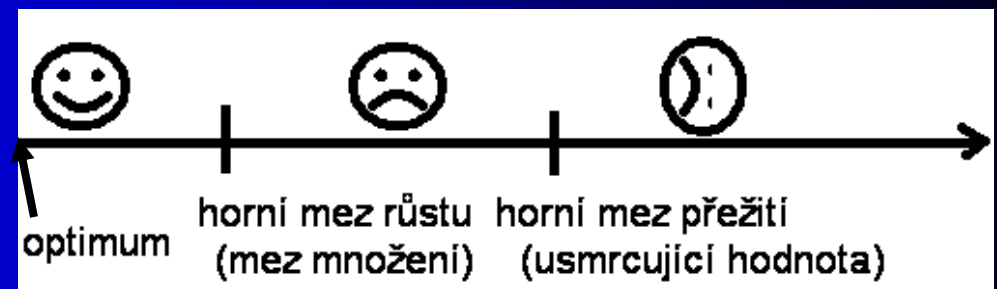 optimum
horní mez růstu
(mez množení)
horní mez přežití
(usmrcující hodnota)